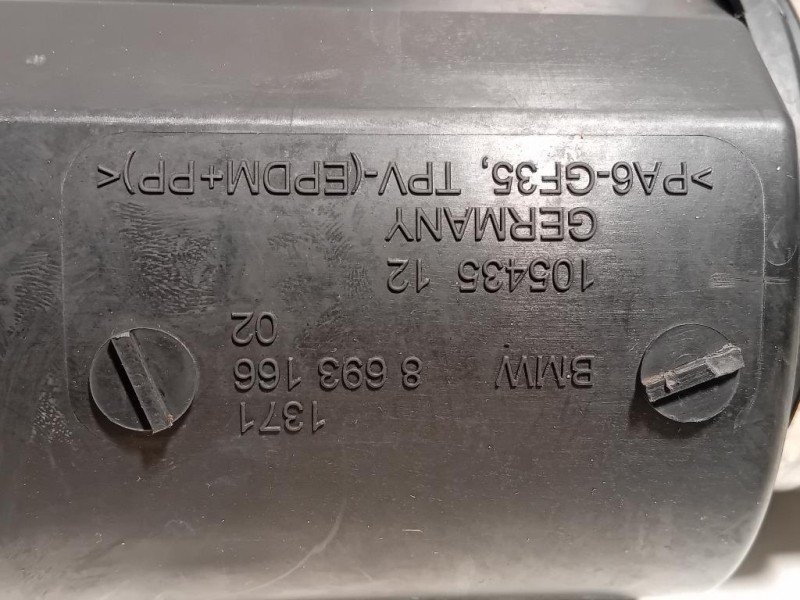 1371
BMW 8 693 166
02
105435 12
GERMANY
>PA6-GF35, TPV-(EPDM+PP)<